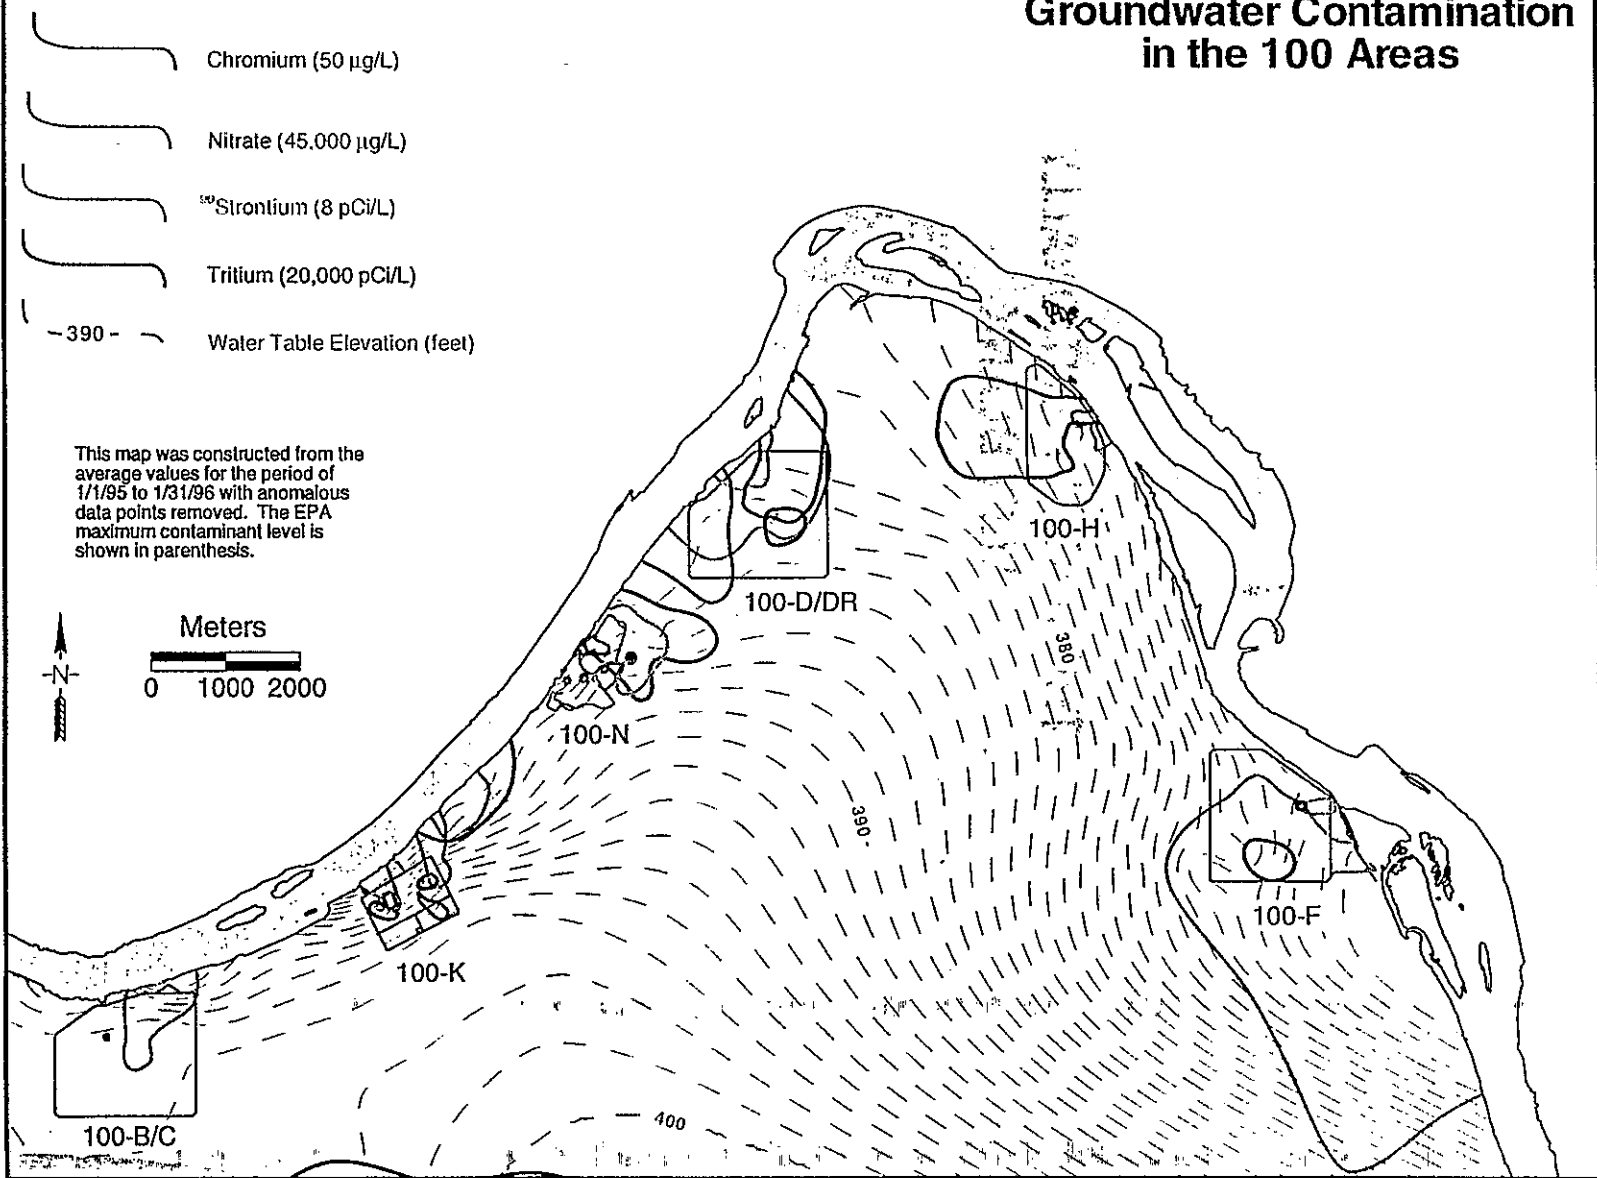 Groundwater Contamination
in the 100 Areas
Chromium (50 µg/L)
Nitrate (45.000 µg/L)
⁹⁰Strontium (8 pCi/L)
Tritium (20,000 pCi/L)
-390- Water Table Elevation (feet)
This map was constructed from the
average values for the period of
1/1/95 to 1/31/96 with anomalous
data points removed. The EPA
maximum contaminant level is
shown in parenthesis.
Meters
-N-
0 1000 2000
100-H
100-D/DR
380
100-N
390
100-F
100-K
400
100-B/C